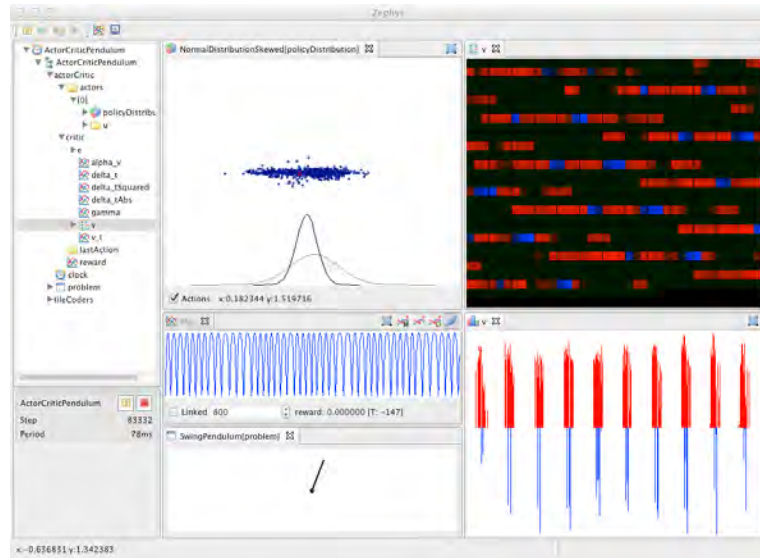 Zephyr
ActorCriticPendulum
ActorCriticPendulum
actorCritic
actors
[0]
policyDistribu
u
critic
e
alpha_v
delta_t
delta_tSquared
delta_tAbs
gamma
v
v_t
lastAction
reward
clock
problem
tileCoders
ActorCriticPendulum
Step 83332
Period 78ms
NormalDistributionSkewed[policyDistribution]
Actions x:0.182344 y:1.519716
v
Linked 800 reward: 0.000000 [T: -147]
SwingPendulum[problem]
v
x:-0.636831 y:1.342383